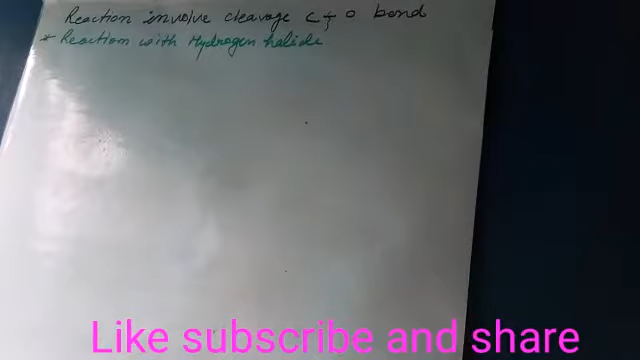 Reaction involve cleavage C + O bond
* Reaction with Hydrogen halide
Like subscribe and share